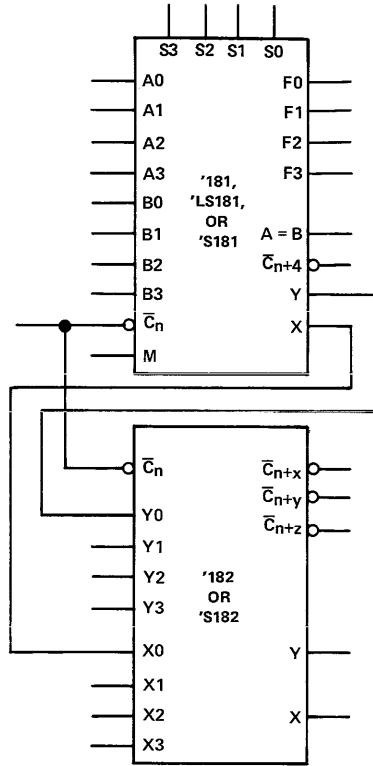 S3 S2 S1 S0
A0 F0
A1 F1
A2 F2
A3 F3
'181,
'LS181,
OR
'S181
B0
B1 A = B
B2 C̅n+4
B3 Y
C̅n X
M
C̅n C̅n+x
C̅n+y
Y0 C̅n+z
Y1
Y2
'182
OR
'S182
Y3
X0 Y
X1
X2 X
X3